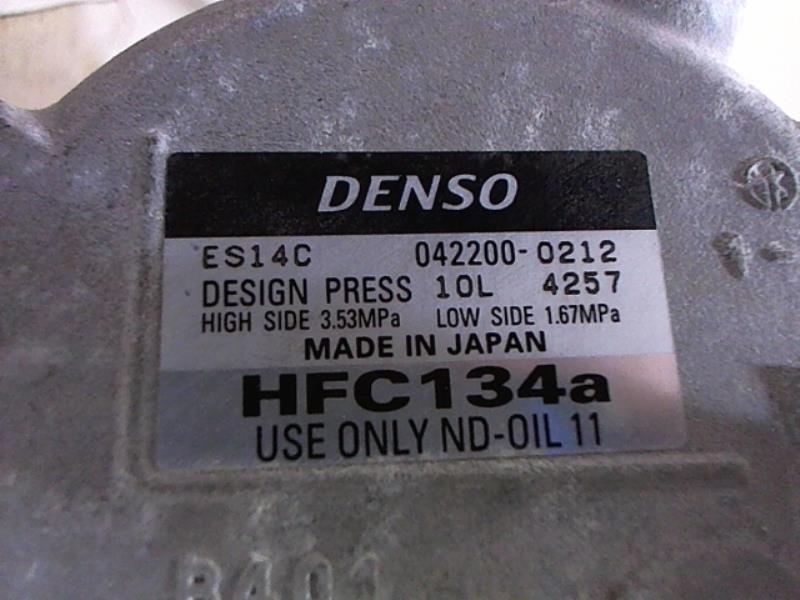 DENSO
ES14C 042200-0212
DESIGN PRESS 10L 4257
HIGH SIDE 3.53MPa LOW SIDE 1.67MPa
MADE IN JAPAN
HFC134a
USE ONLY ND-OIL 11